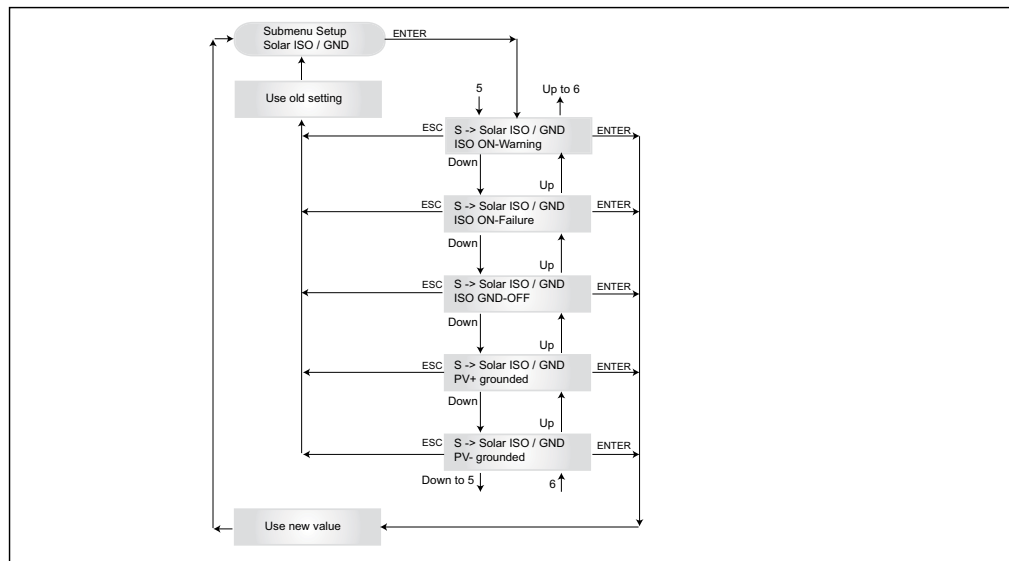 Submenu Setup
Solar ISO / GND
ENTER
Use old setting
5
Up to 6
ESC
S -> Solar ISO / GND
ISO ON-Warning
ENTER
Down
Up
ESC
S -> Solar ISO / GND
ISO ON-Failure
ENTER
Down
Up
ESC
S -> Solar ISO / GND
ISO GND-OFF
ENTER
Down
Up
ESC
S -> Solar ISO / GND
PV+ grounded
ENTER
Down
Up
ESC
S -> Solar ISO / GND
PV- grounded
ENTER
Down to 5
6
Use new value